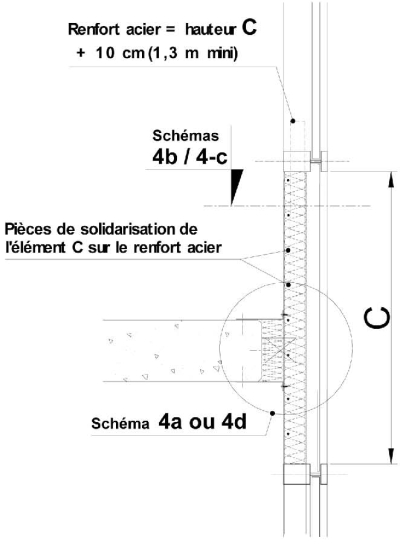 Renfort acier = hauteur C
+ 10 cm (1,3 m mini)
Schémas
4b / 4-c
Pièces de solidarisation de
l'élément C sur le renfort acier
C
Schéma 4a ou 4d